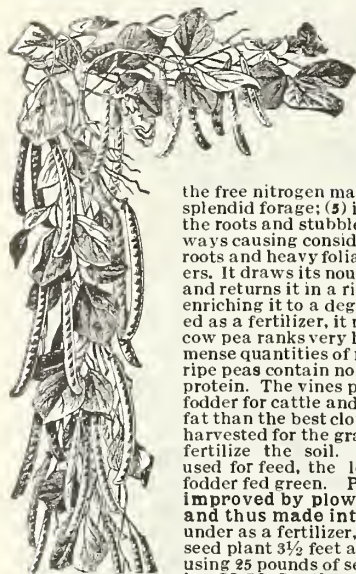 the free nitrogen ma
splendid forage; (5) i
the roots and stubble
ways causing consid
roots and heavy folia
ers. It draws its nou
and returns it in a ri
enriching it to a deg
ed as a fertilizer, it r
cow pea ranks very h
mense quantities of r
ripe peas contain no
protein. The vines p
fodder for cattle and
fat than the best clo
harvested for the gra
fertilize the soil.
used for feed, the l
fodder fed green. P
improved by plow
and thus made int
under as a fertilizer,
seed plant 3½ feet a
using 25 pounds of se